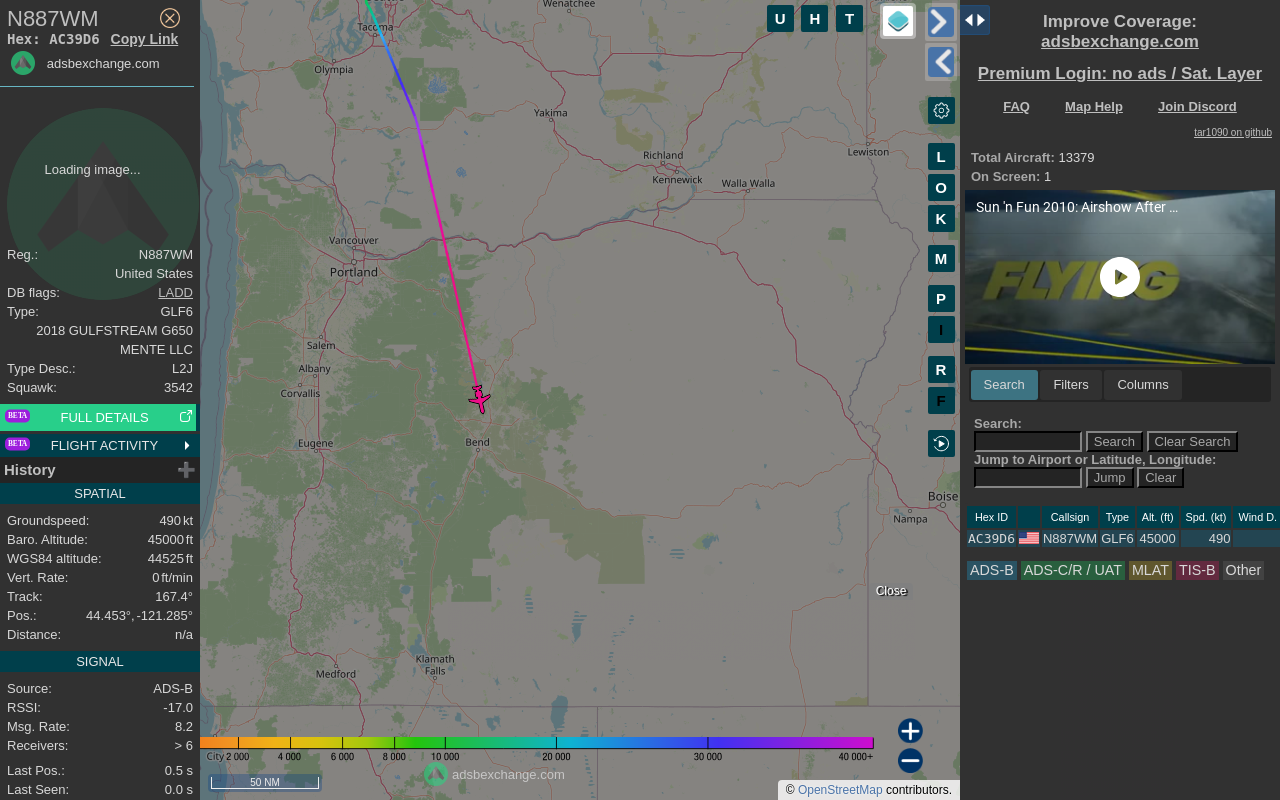 N887WM
Hex: AC39D6 Copy Link
adsbexchange.com
Loading image...
Reg.: N887WM
United States
DB flags: LADD
Type: GLF6
2018 GULFSTREAM G650
MENTE LLC
Type Desc.: L2J
Squawk: 3542
BETA FULL DETAILS
BETA FLIGHT ACTIVITY
History
SPATIAL
Groundspeed: 490 kt
Baro. Altitude: 45000 ft
WGS84 altitude: 44525 ft
Vert. Rate: 0 ft/min
Track: 167.4°
Pos.: 44.453°, -121.285°
Distance: n/a
SIGNAL
Source: ADS-B
RSSI: -17.0
Msg. Rate: 8.2
Receivers: > 6
Last Pos.: 0.5 s
Last Seen: 0.0 s
Wenatchee
Tacoma
Olympia
Yakima
Richland
Kennewick
Walla Walla
Lewiston
Vancouver
Portland
Salem
Albany
Corvallis
Eugene
Bend
Boise
Nampa
Medford
Klamath
Falls
U H T
L
O
K
M
P
I
R
F
Close
City 2 000 4 000 6 000 8 000 10 000 20 000 30 000 40 000+
50 NM
adsbexchange.com
© OpenStreetMap contributors.
Improve Coverage:
adsbexchange.com
Premium Login: no ads / Sat. Layer
FAQ Map Help Join Discord
tar1090 on github
Total Aircraft: 13379
On Screen: 1
Sun 'n Fun 2010: Airshow After ...
FLYING
Search Filters Columns
Search:
Search Clear Search
Jump to Airport or Latitude, Longitude:
Jump Clear
Hex ID Callsign Type Alt. (ft) Spd. (kt) Wind D.
AC39D6 N887WM GLF6 45000 490
ADS-B ADS-C/R / UAT MLAT TIS-B Other